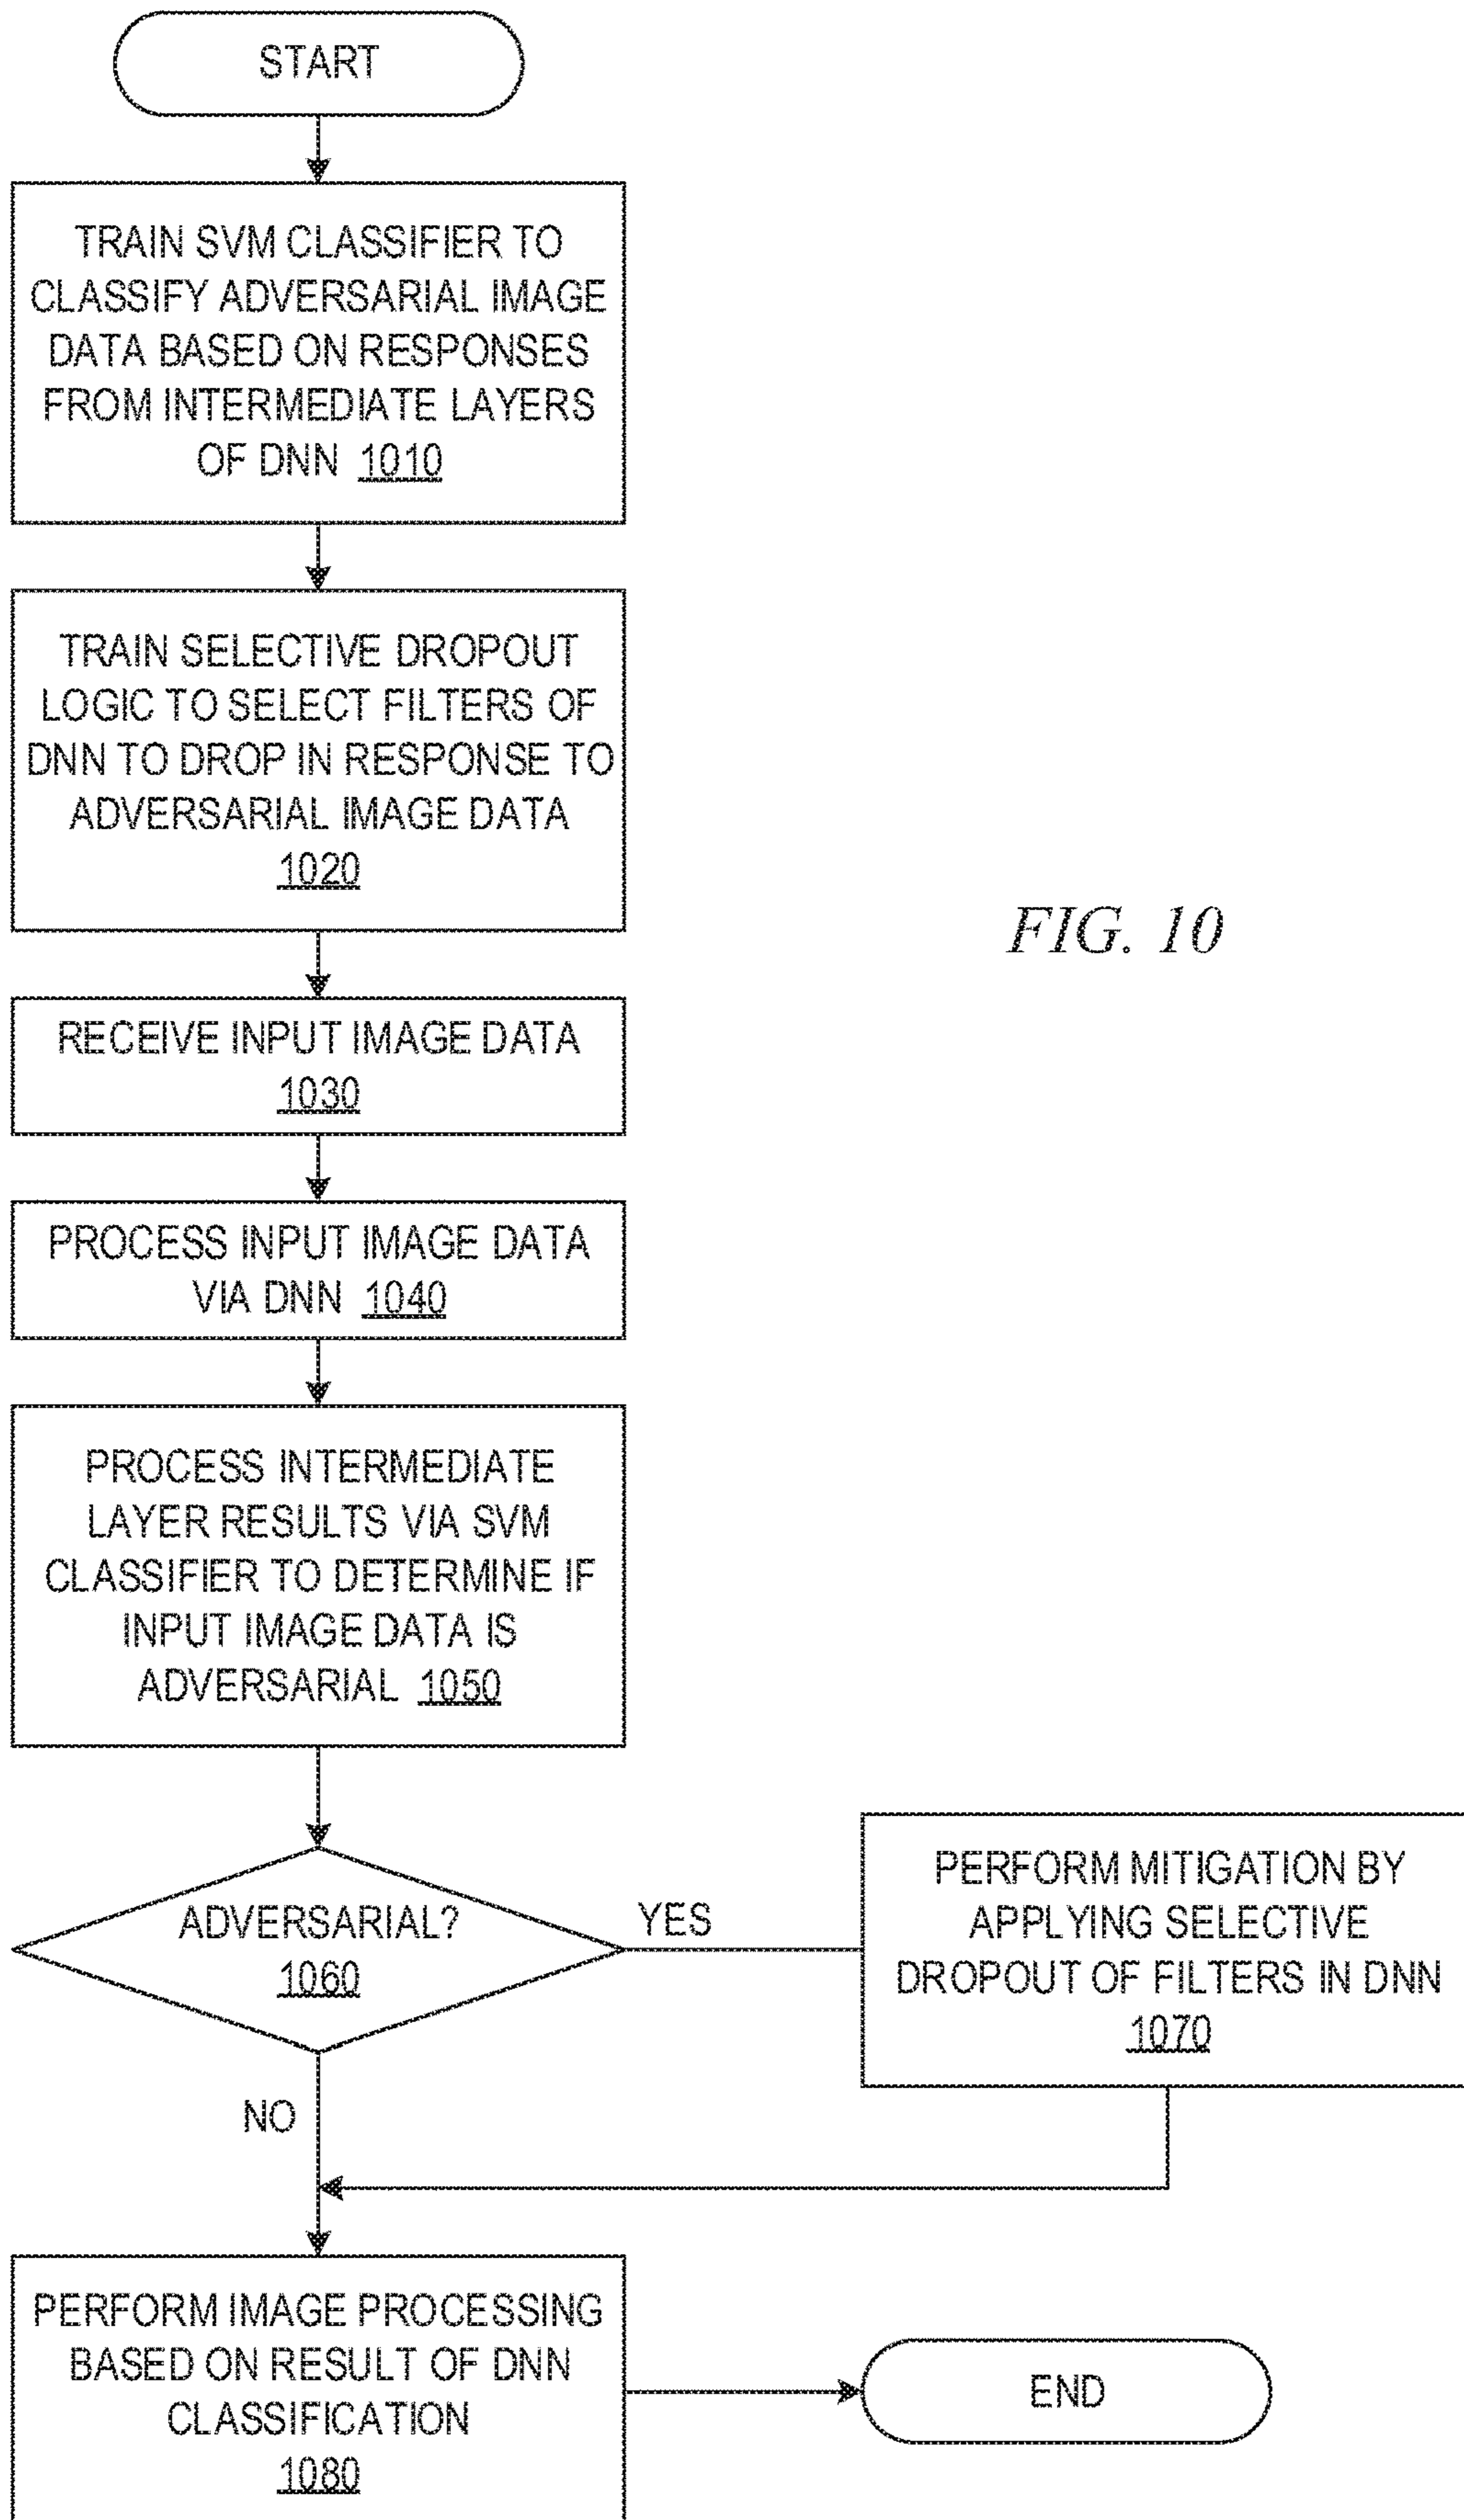 START
TRAIN SVM CLASSIFIER TO
CLASSIFY ADVERSARIAL IMAGE
DATA BASED ON RESPONSES
FROM INTERMEDIATE LAYERS
OF DNN 1010
TRAIN SELECTIVE DROPOUT
LOGIC TO SELECT FILTERS OF
DNN TO DROP IN RESPONSE TO
ADVERSARIAL IMAGE DATA
1020
FIG. 10
RECEIVE INPUT IMAGE DATA
1030
PROCESS INPUT IMAGE DATA
VIA DNN 1040
PROCESS INTERMEDIATE
LAYER RESULTS VIA SVM
CLASSIFIER TO DETERMINE IF
INPUT IMAGE DATA IS
ADVERSARIAL 1050
ADVERSARIAL?
1060
YES
PERFORM MITIGATION BY
APPLYING SELECTIVE
DROPOUT OF FILTERS IN DNN
1070
NO
PERFORM IMAGE PROCESSING
BASED ON RESULT OF DNN
CLASSIFICATION
1080
END